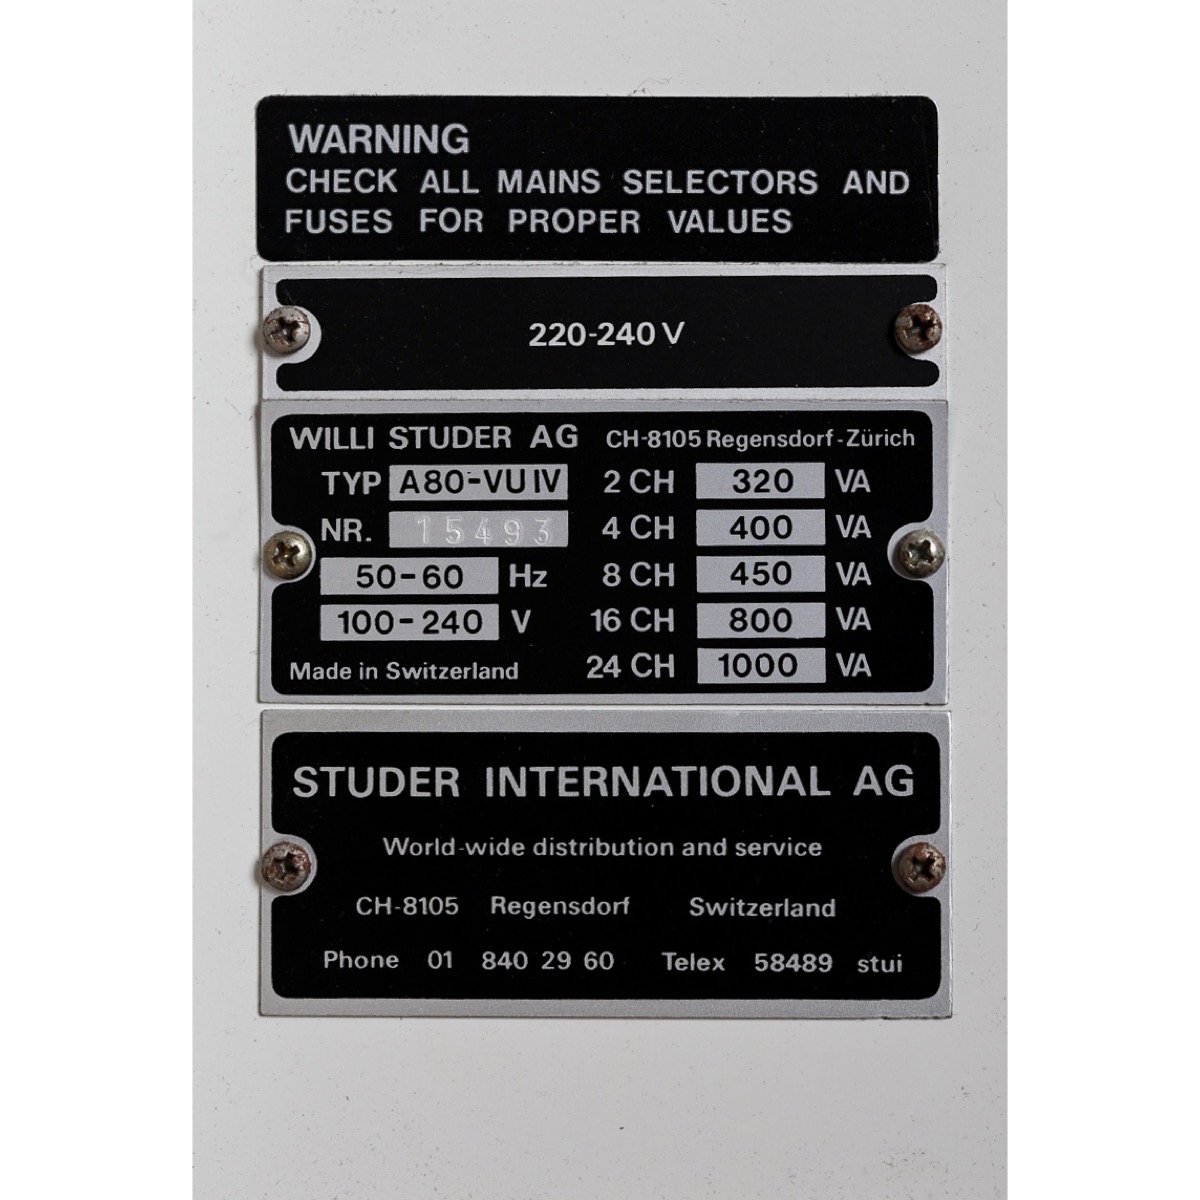 WARNING
CHECK ALL MAINS SELECTORS AND
FUSES FOR PROPER VALUES
220-240 V
WILLI STUDER AG CH-8105 Regensdorf-Zürich
TYP A80-VU IV 2 CH 320 VA
NR. 15493 4 CH 400 VA
50-60 Hz 8 CH 450 VA
100-240 V 16 CH 800 VA
Made in Switzerland 24 CH 1000 VA
STUDER INTERNATIONAL AG
World-wide distribution and service
CH-8105 Regensdorf Switzerland
Phone 01 840 29 60 Telex 58489 stui